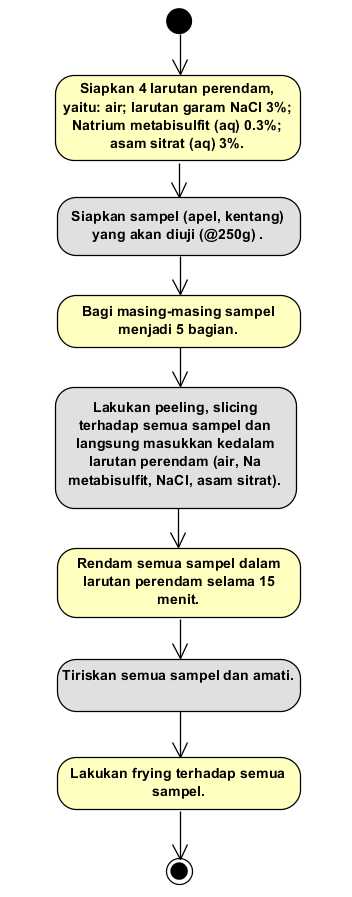 Siapkan 4 larutan perendam,
yaitu: air; larutan garam NaCl 3%;
Natrium metabisulfit (aq) 0.3%;
asam sitrat (aq) 3%.
Siapkan sampel (apel, kentang)
yang akan diuji (@250g) .
Bagi masing-masing sampel
menjadi 5 bagian.
Lakukan peeling, slicing
terhadap semua sampel dan
langsung masukkan kedalam
larutan perendam (air, Na
metabisulfit, NaCl, asam sitrat).
Rendam semua sampel dalam
larutan perendam selama 15
menit.
Tiriskan semua sampel dan amati.
Lakukan frying terhadap semua
sampel.